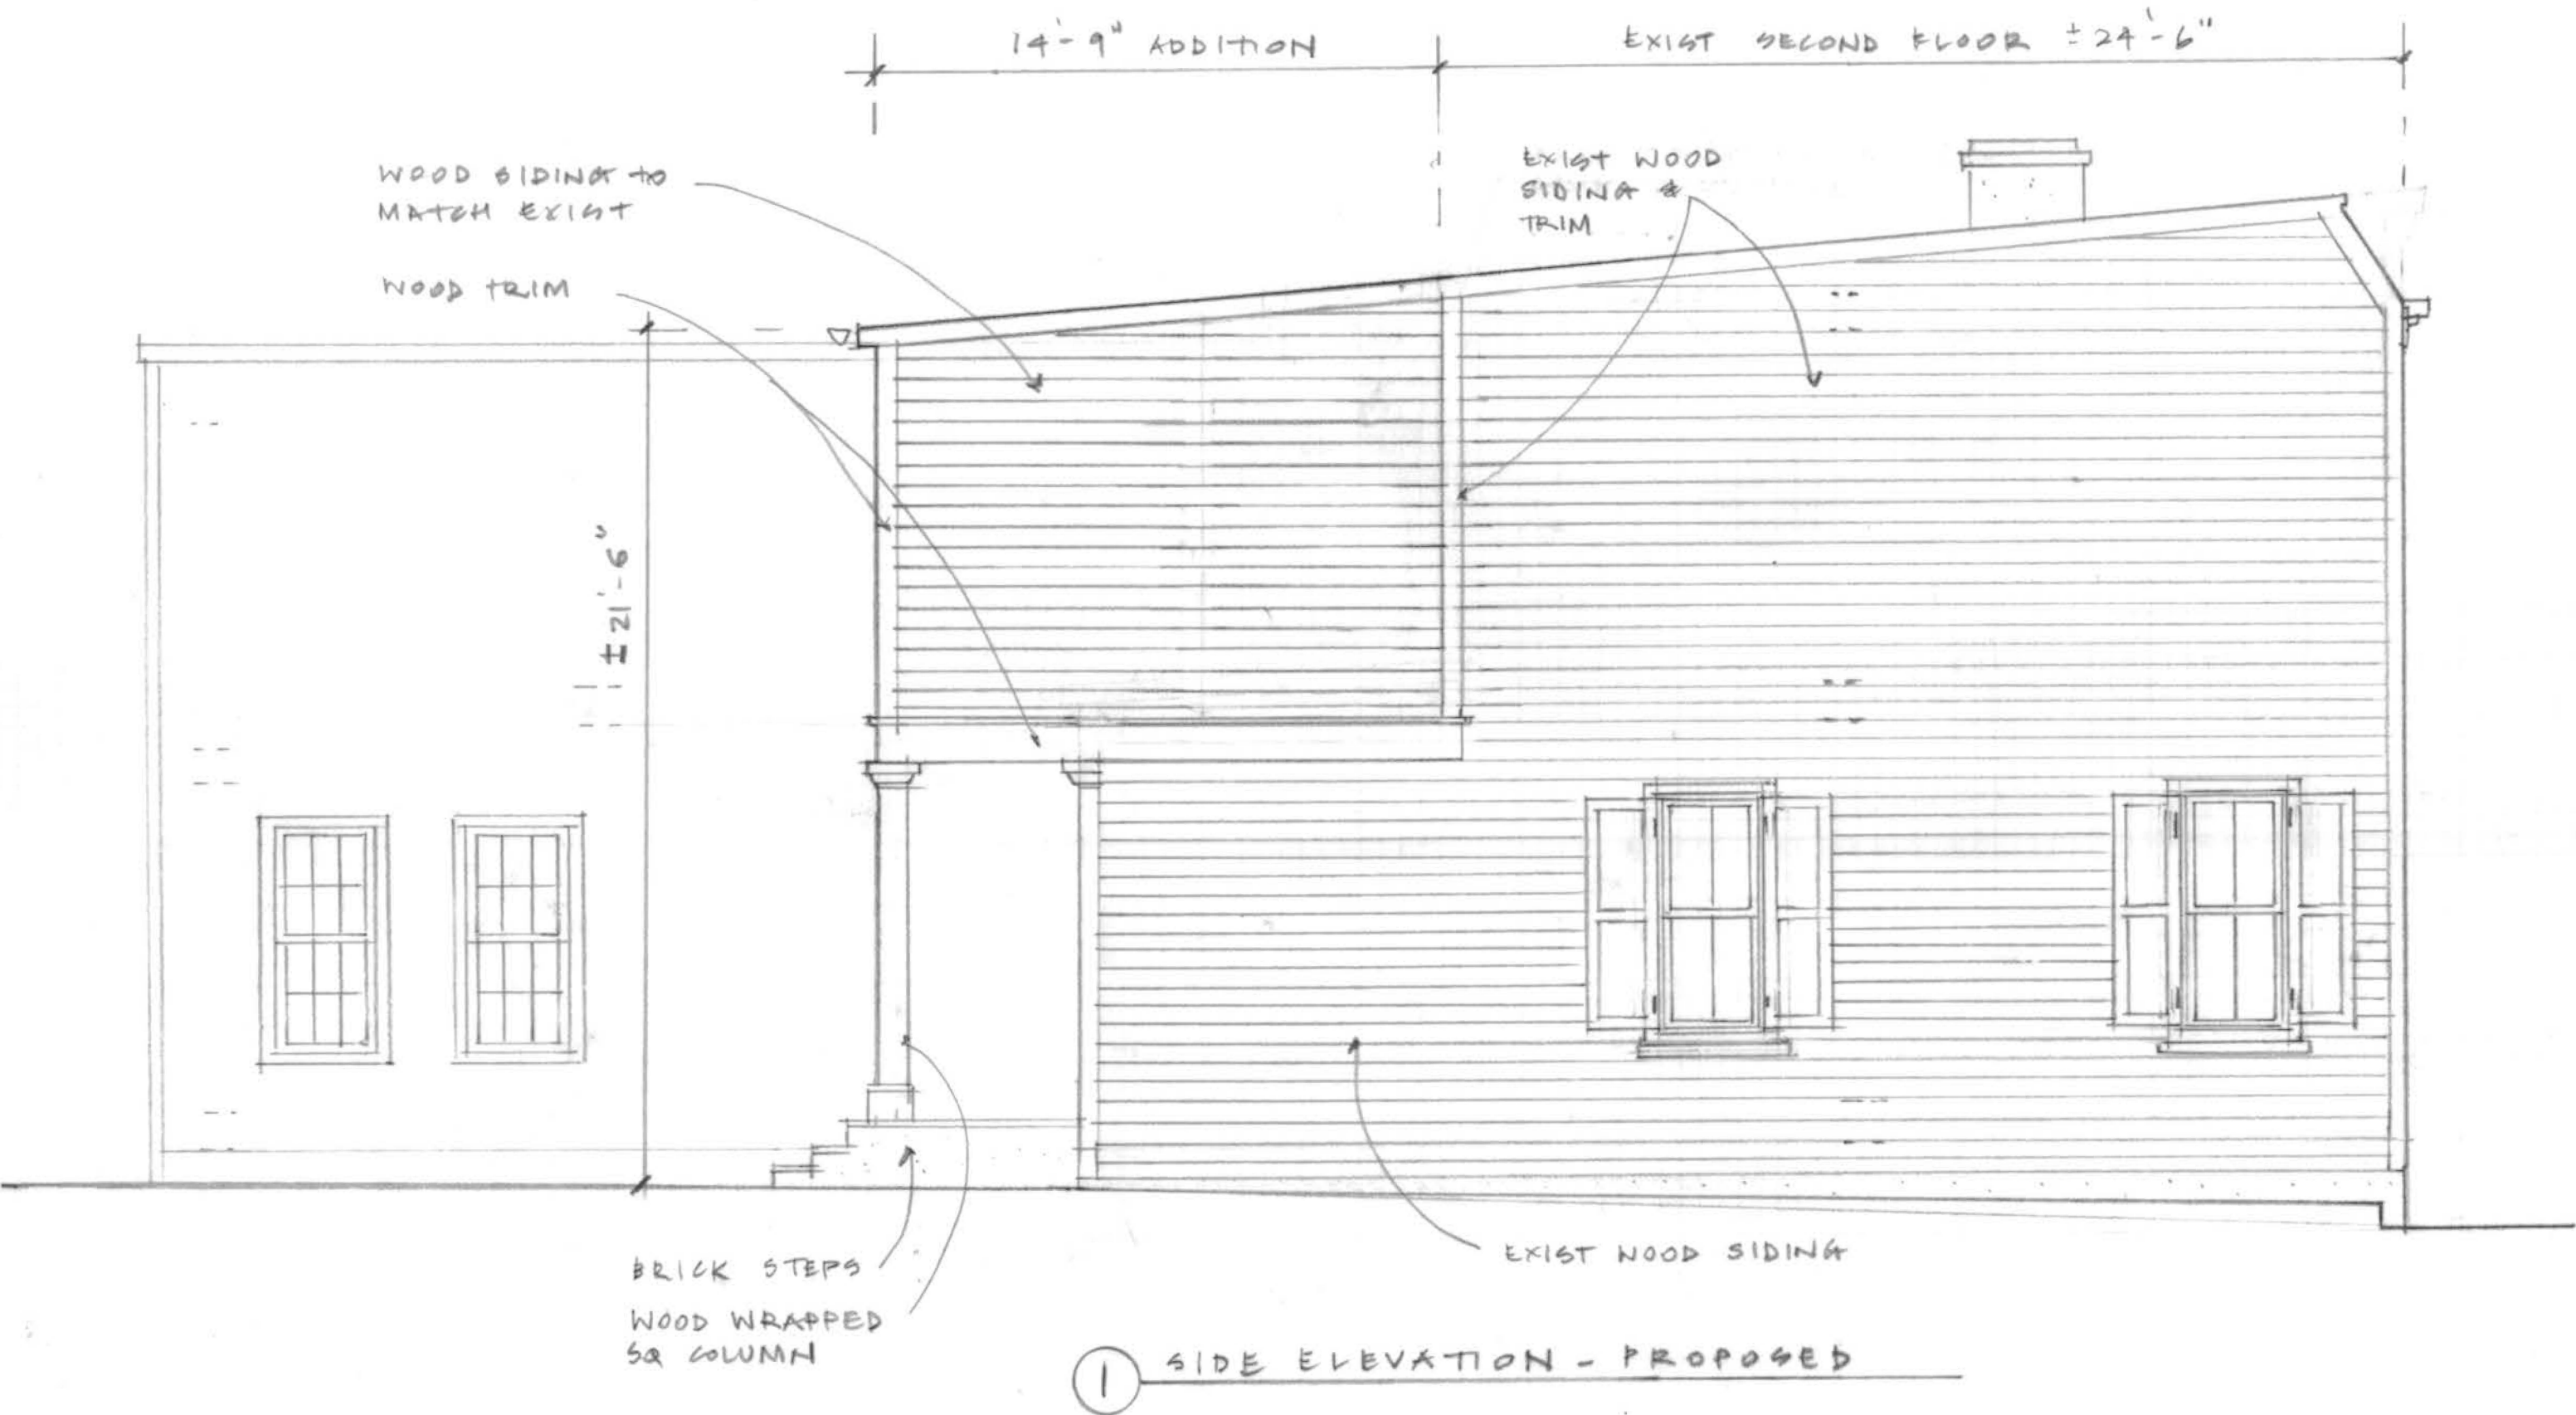 14'-9" ADDITION
EXIST SECOND FLOOR ±24'-6"
WOOD SIDING TO
MATCH EXIST
EXIST WOOD
SIDING &
TRIM
WOOD TRIM
±21'-6"
BRICK STEPS
WOOD WRAPPED
SQ COLUMN
EXIST WOOD SIDING
1 SIDE ELEVATION - PROPOSED